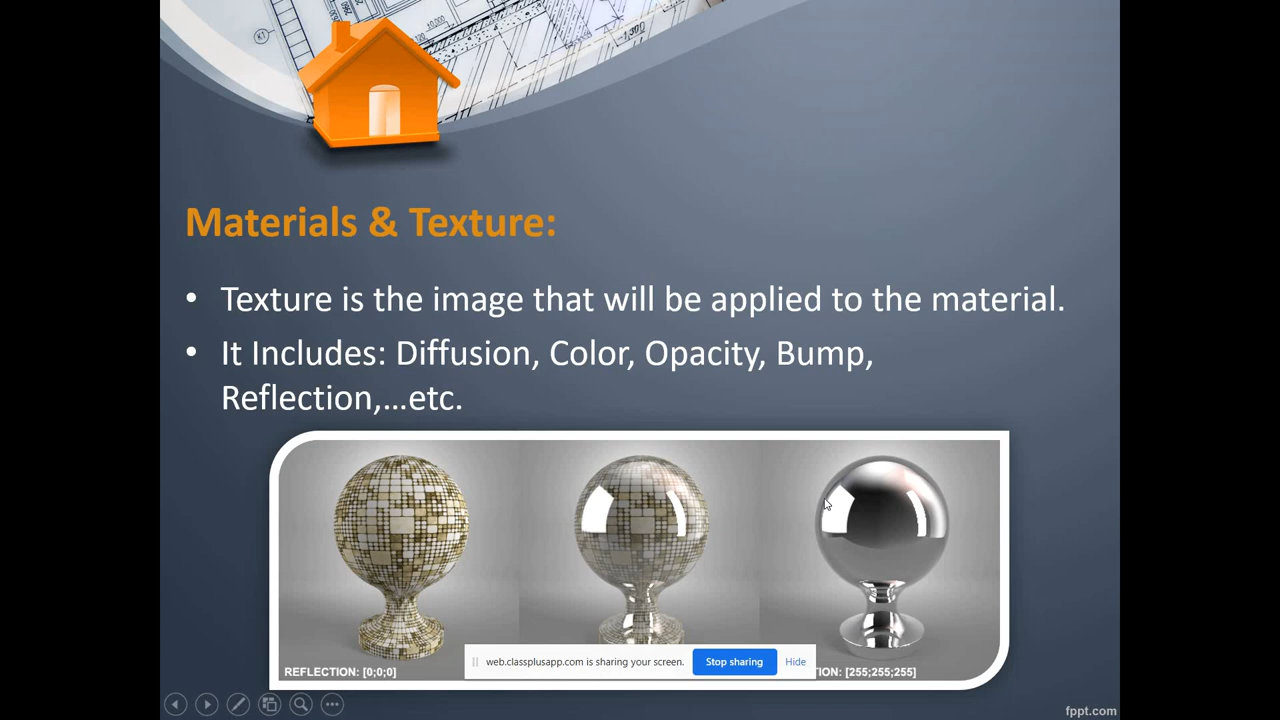 Materials & Texture:
• Texture is the image that will be applied to the material.
• It Includes: Diffusion, Color, Opacity, Bump,
Reflection,...etc.
REFLECTION: [0;0;0]
web.classplusapp.com is sharing your screen. Stop sharing Hide
TION: [255;255;255]
fppt.com